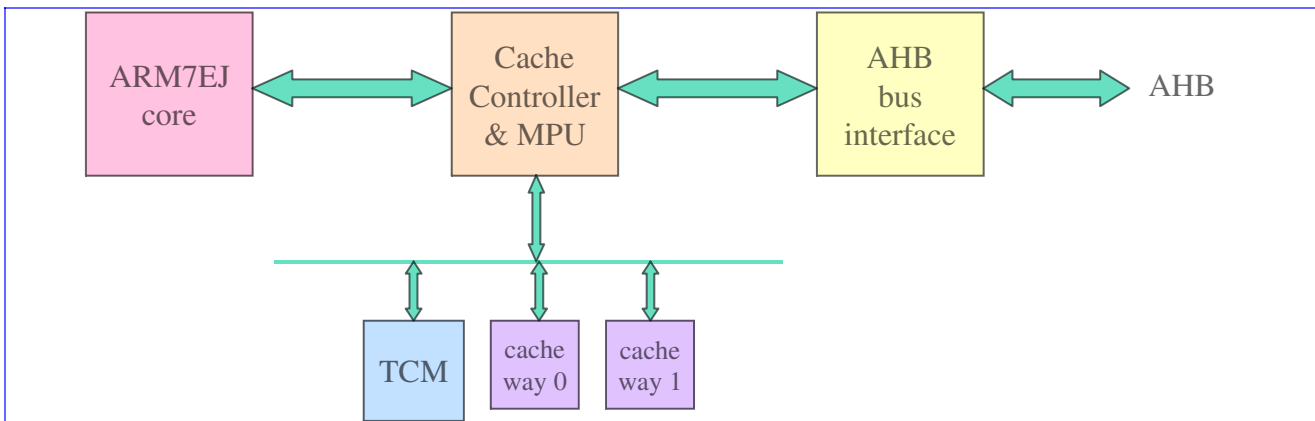 ARM7EJ
core
Cache
Controller
& MPU
AHB
bus
interface
AHB
TCM
cache
way 0
cache
way 1